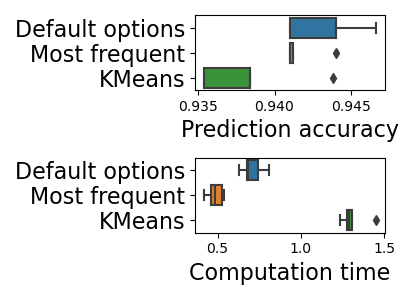 Default options
Most frequent
KMeans
0.935 0.940 0.945
Prediction accuracy
Default options
Most frequent
KMeans
0.5 1.0 1.5
Computation time